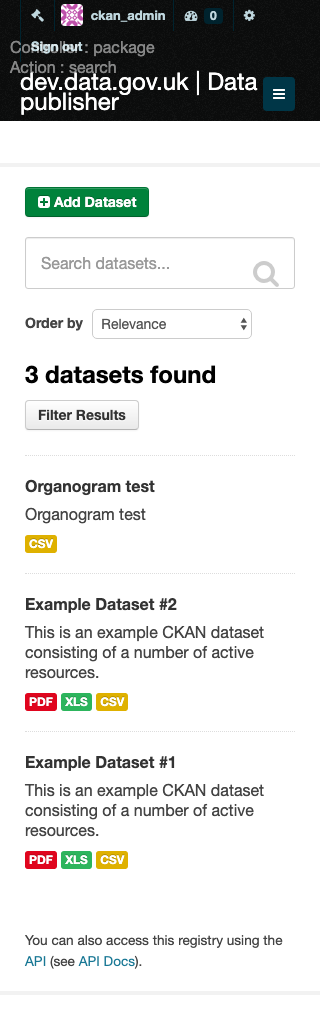 ckan_admin 0
Sign out
Controller : package
Action : search
dev.data.gov.uk | Data
publisher
Add Dataset
Search datasets...
Order by Relevance
3 datasets found
Filter Results
Organogram test
Organogram test
CSV
Example Dataset #2
This is an example CKAN dataset
consisting of a number of active
resources.
PDF XLS CSV
Example Dataset #1
This is an example CKAN dataset
consisting of a number of active
resources.
PDF XLS CSV
You can also access this registry using the
API (see API Docs).